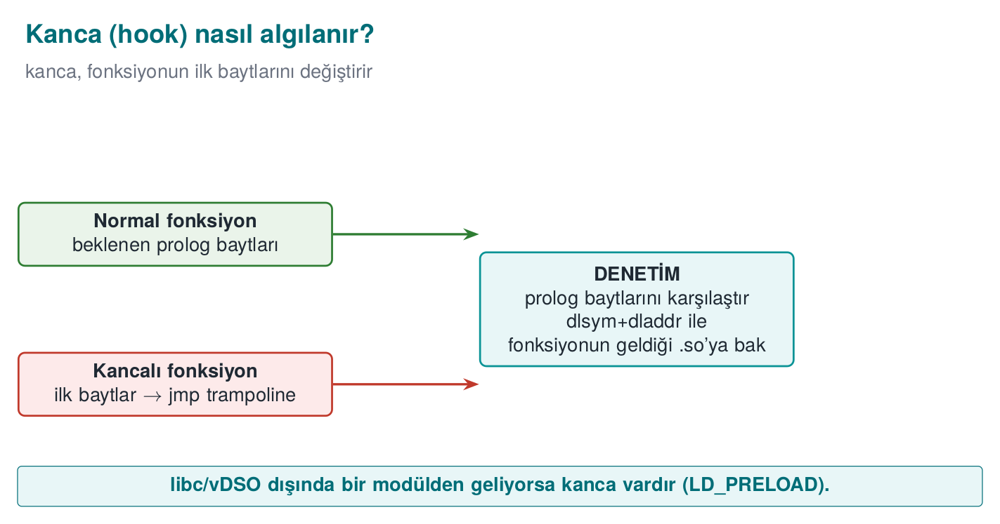 Kanca (hook) nasıl algılanır?
kanca, fonksiyonun ilk baytlarını değiştirir
Normal fonksiyon
beklenen prolog baytları
DENETİM
prolog baytlarını karşılaştır
dlsym+dladdr ile
fonksiyonun geldiği .so’ya bak
Kancalı fonksiyon
ilk baytlar → jmp trampoline
libc/vDSO dışında bir modülden geliyorsa kanca vardır (LD_PRELOAD).